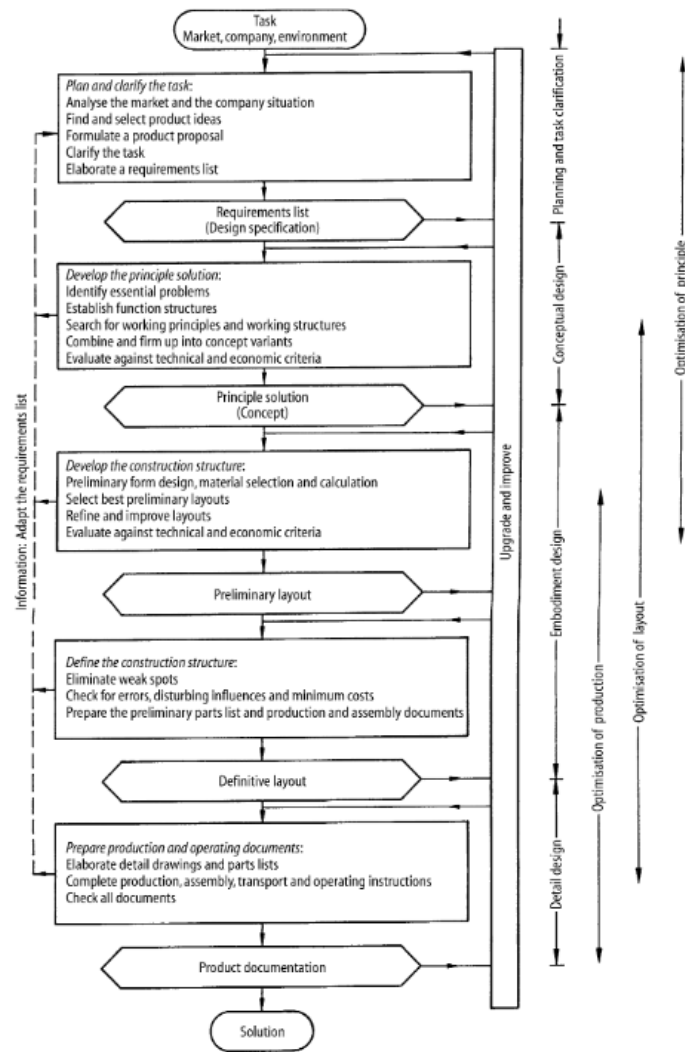 Task
Market, company, environment
Plan and clarify the task:
Analyse the market and the company situation
Find and select product ideas
Formulate a product proposal
Clarify the task
Elaborate a requirements list
Requirements list
(Design specification)
Develop the principle solution:
Identify essential problems
Establish function structures
Search for working principles and working structures
Combine and firm up into concept variants
Evaluate against technical and economic criteria
Principle solution
(Concept)
Develop the construction structure:
Preliminary form design, material selection and calculation
Select best preliminary layouts
Refine and improve layouts
Evaluate against technical and economic criteria
Preliminary layout
Define the construction structure:
Eliminate weak spots
Check for errors, disturbing influences and minimum costs
Prepare the preliminary parts list and production and assembly documents
Definitive layout
Prepare production and operating documents:
Elaborate detail drawings and parts lists
Complete production, assembly, transport and operating instructions
Check all documents
Product documentation
Solution
Information: Adapt the requirements list
Upgrade and improve
Planning and task clarification
Conceptual design
Embodiment design
Detail design
Optimisation of production
Optimisation of layout
Optimisation of principle